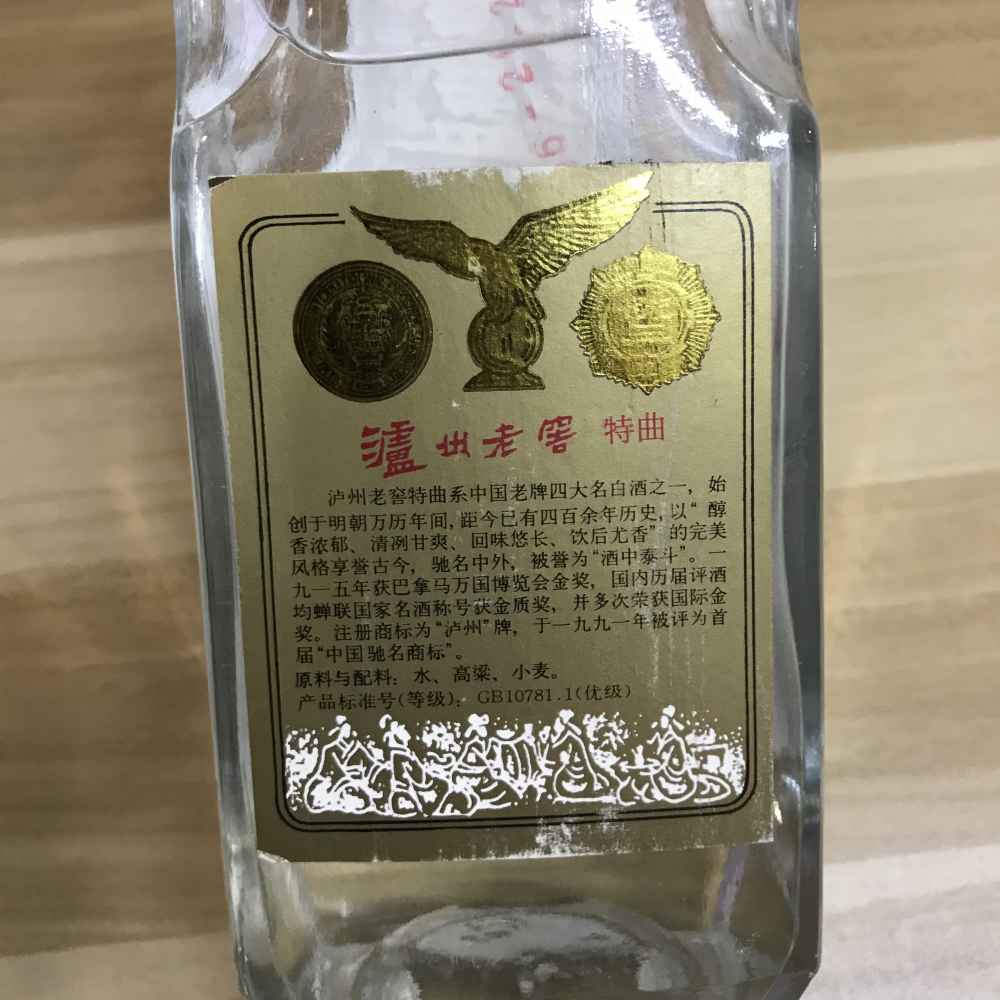 泸州老窖 特曲
泸州老窖特曲系中国老牌四大名白酒之一，始
创于明朝万历年间，距今已有四百余年历史，以“醇
香浓郁、清冽甘爽、回味悠长、饮后尤香”的完美
风格享誉古今，驰名中外，被誉为“酒中泰斗”。一
九一五年获巴拿马万国博览会金奖，国内历届评酒
均蝉联国家名酒称号获金质奖，并多次荣获国际金
奖。注册商标为“泸州”牌，于一九九一年被评为首
届“中国驰名商标”。
原料与配料：水、高粱、小麦。
产品标准号(等级)：GB10781.1(优级)